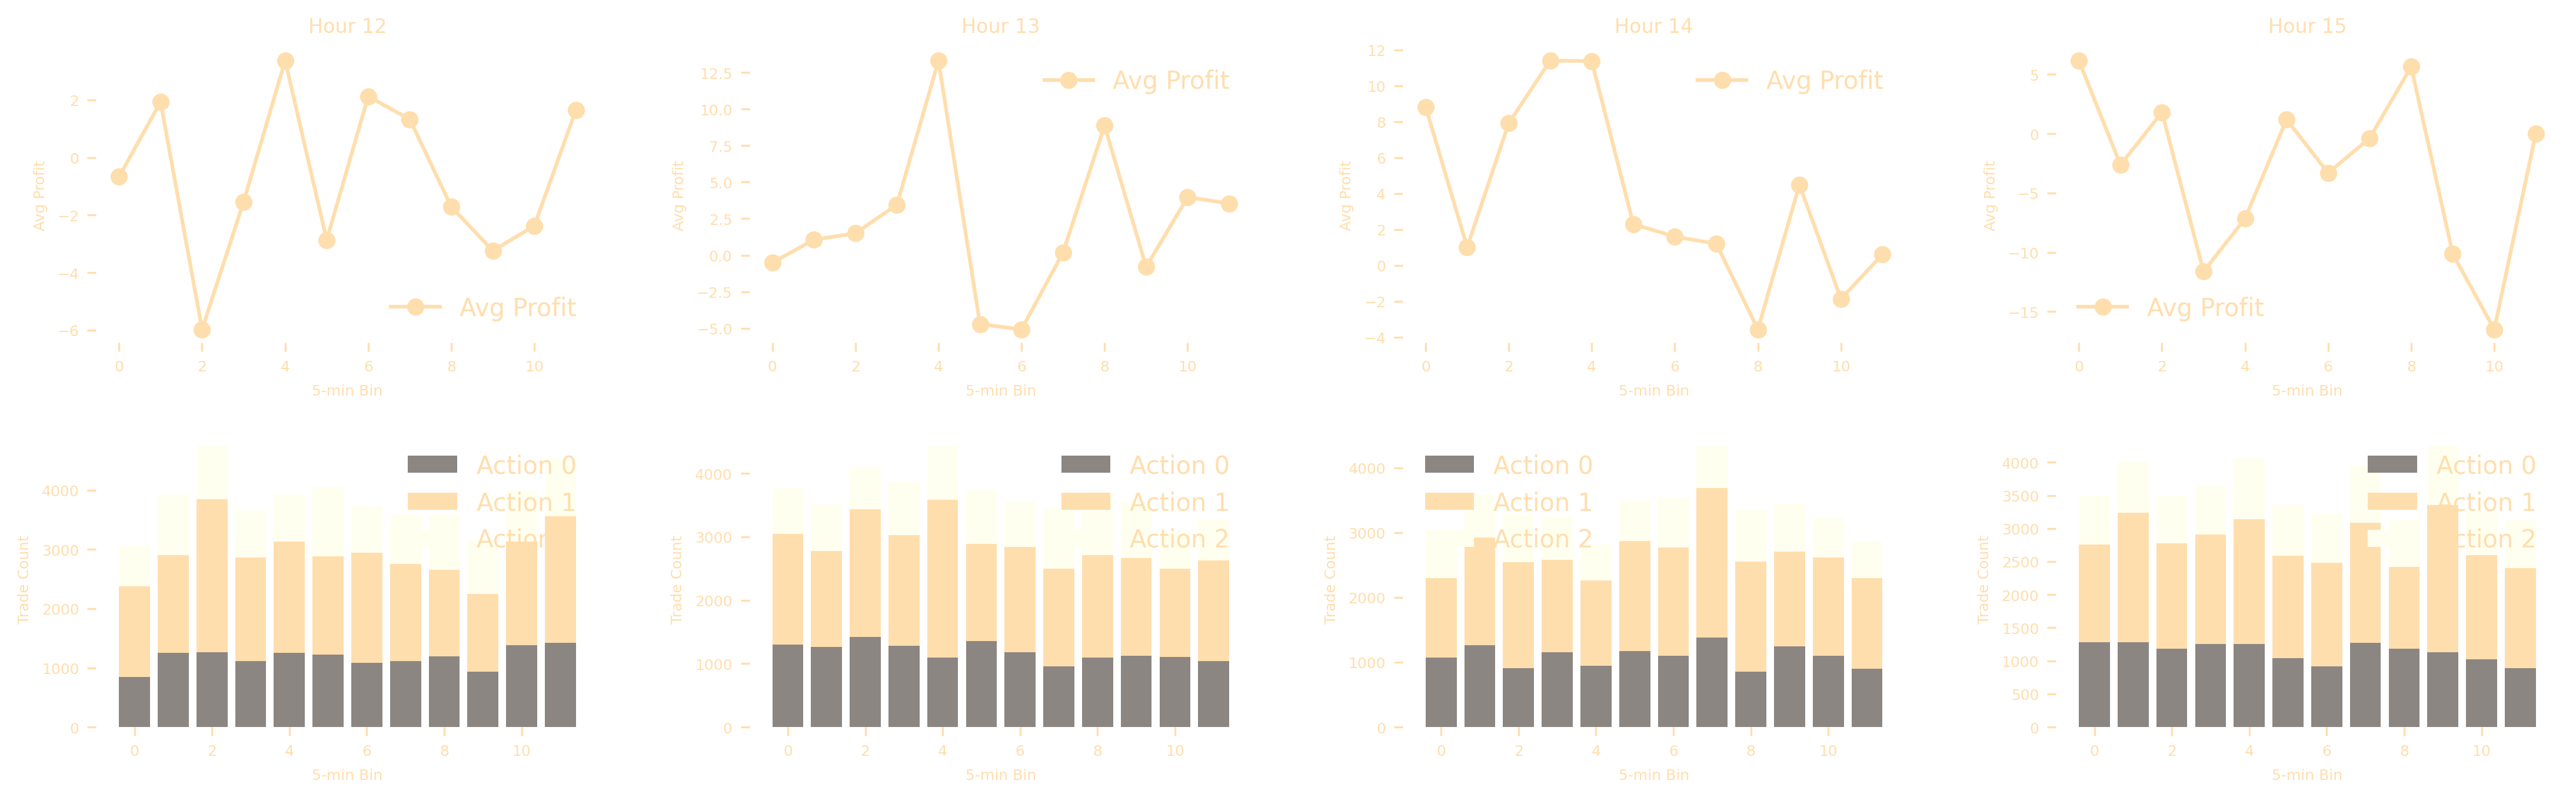 Hour 12
Avg Profit
2
0
−2
−4
−6
Avg Profit
0 2 4 6 8 10
5-min Bin
Hour 13
Avg Profit
12.5
10.0
7.5
5.0
2.5
0.0
−2.5
−5.0
Avg Profit
0 2 4 6 8 10
5-min Bin
Hour 14
Avg Profit
12
10
8
6
4
2
0
−2
−4
Avg Profit
0 2 4 6 8 10
5-min Bin
Hour 15
Avg Profit
5
0
−5
−10
−15
Avg Profit
0 2 4 6 8 10
5-min Bin
Trade Count
4000
3000
2000
1000
0
Action 0
Action 1
Action
0 2 4 6 8 10
5-min Bin
Trade Count
4000
3000
2000
1000
0
Action 0
Action 1
Action 2
0 2 4 6 8 10
5-min Bin
Trade Count
4000
3000
2000
1000
0
Action 0
Action 1
Action 2
0 2 4 6 8 10
5-min Bin
Trade Count
4000
3500
3000
2500
2000
1500
1000
500
0
Action 0
Action 1
Action 2
0 2 4 6 8 10
5-min Bin